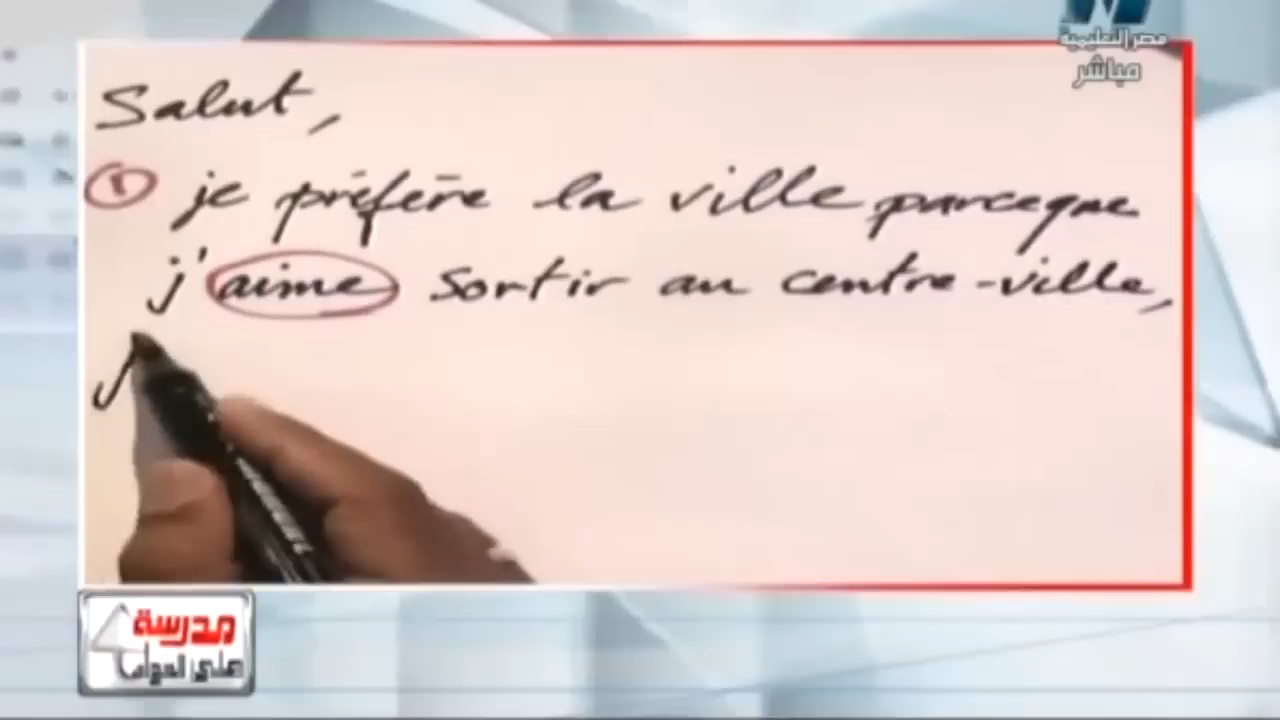 مصر التعليمية
مباشر
Salut,
① je préfère la ville parceque
j'aime sortir au centre-ville,
j
مدرسة
على الهواء